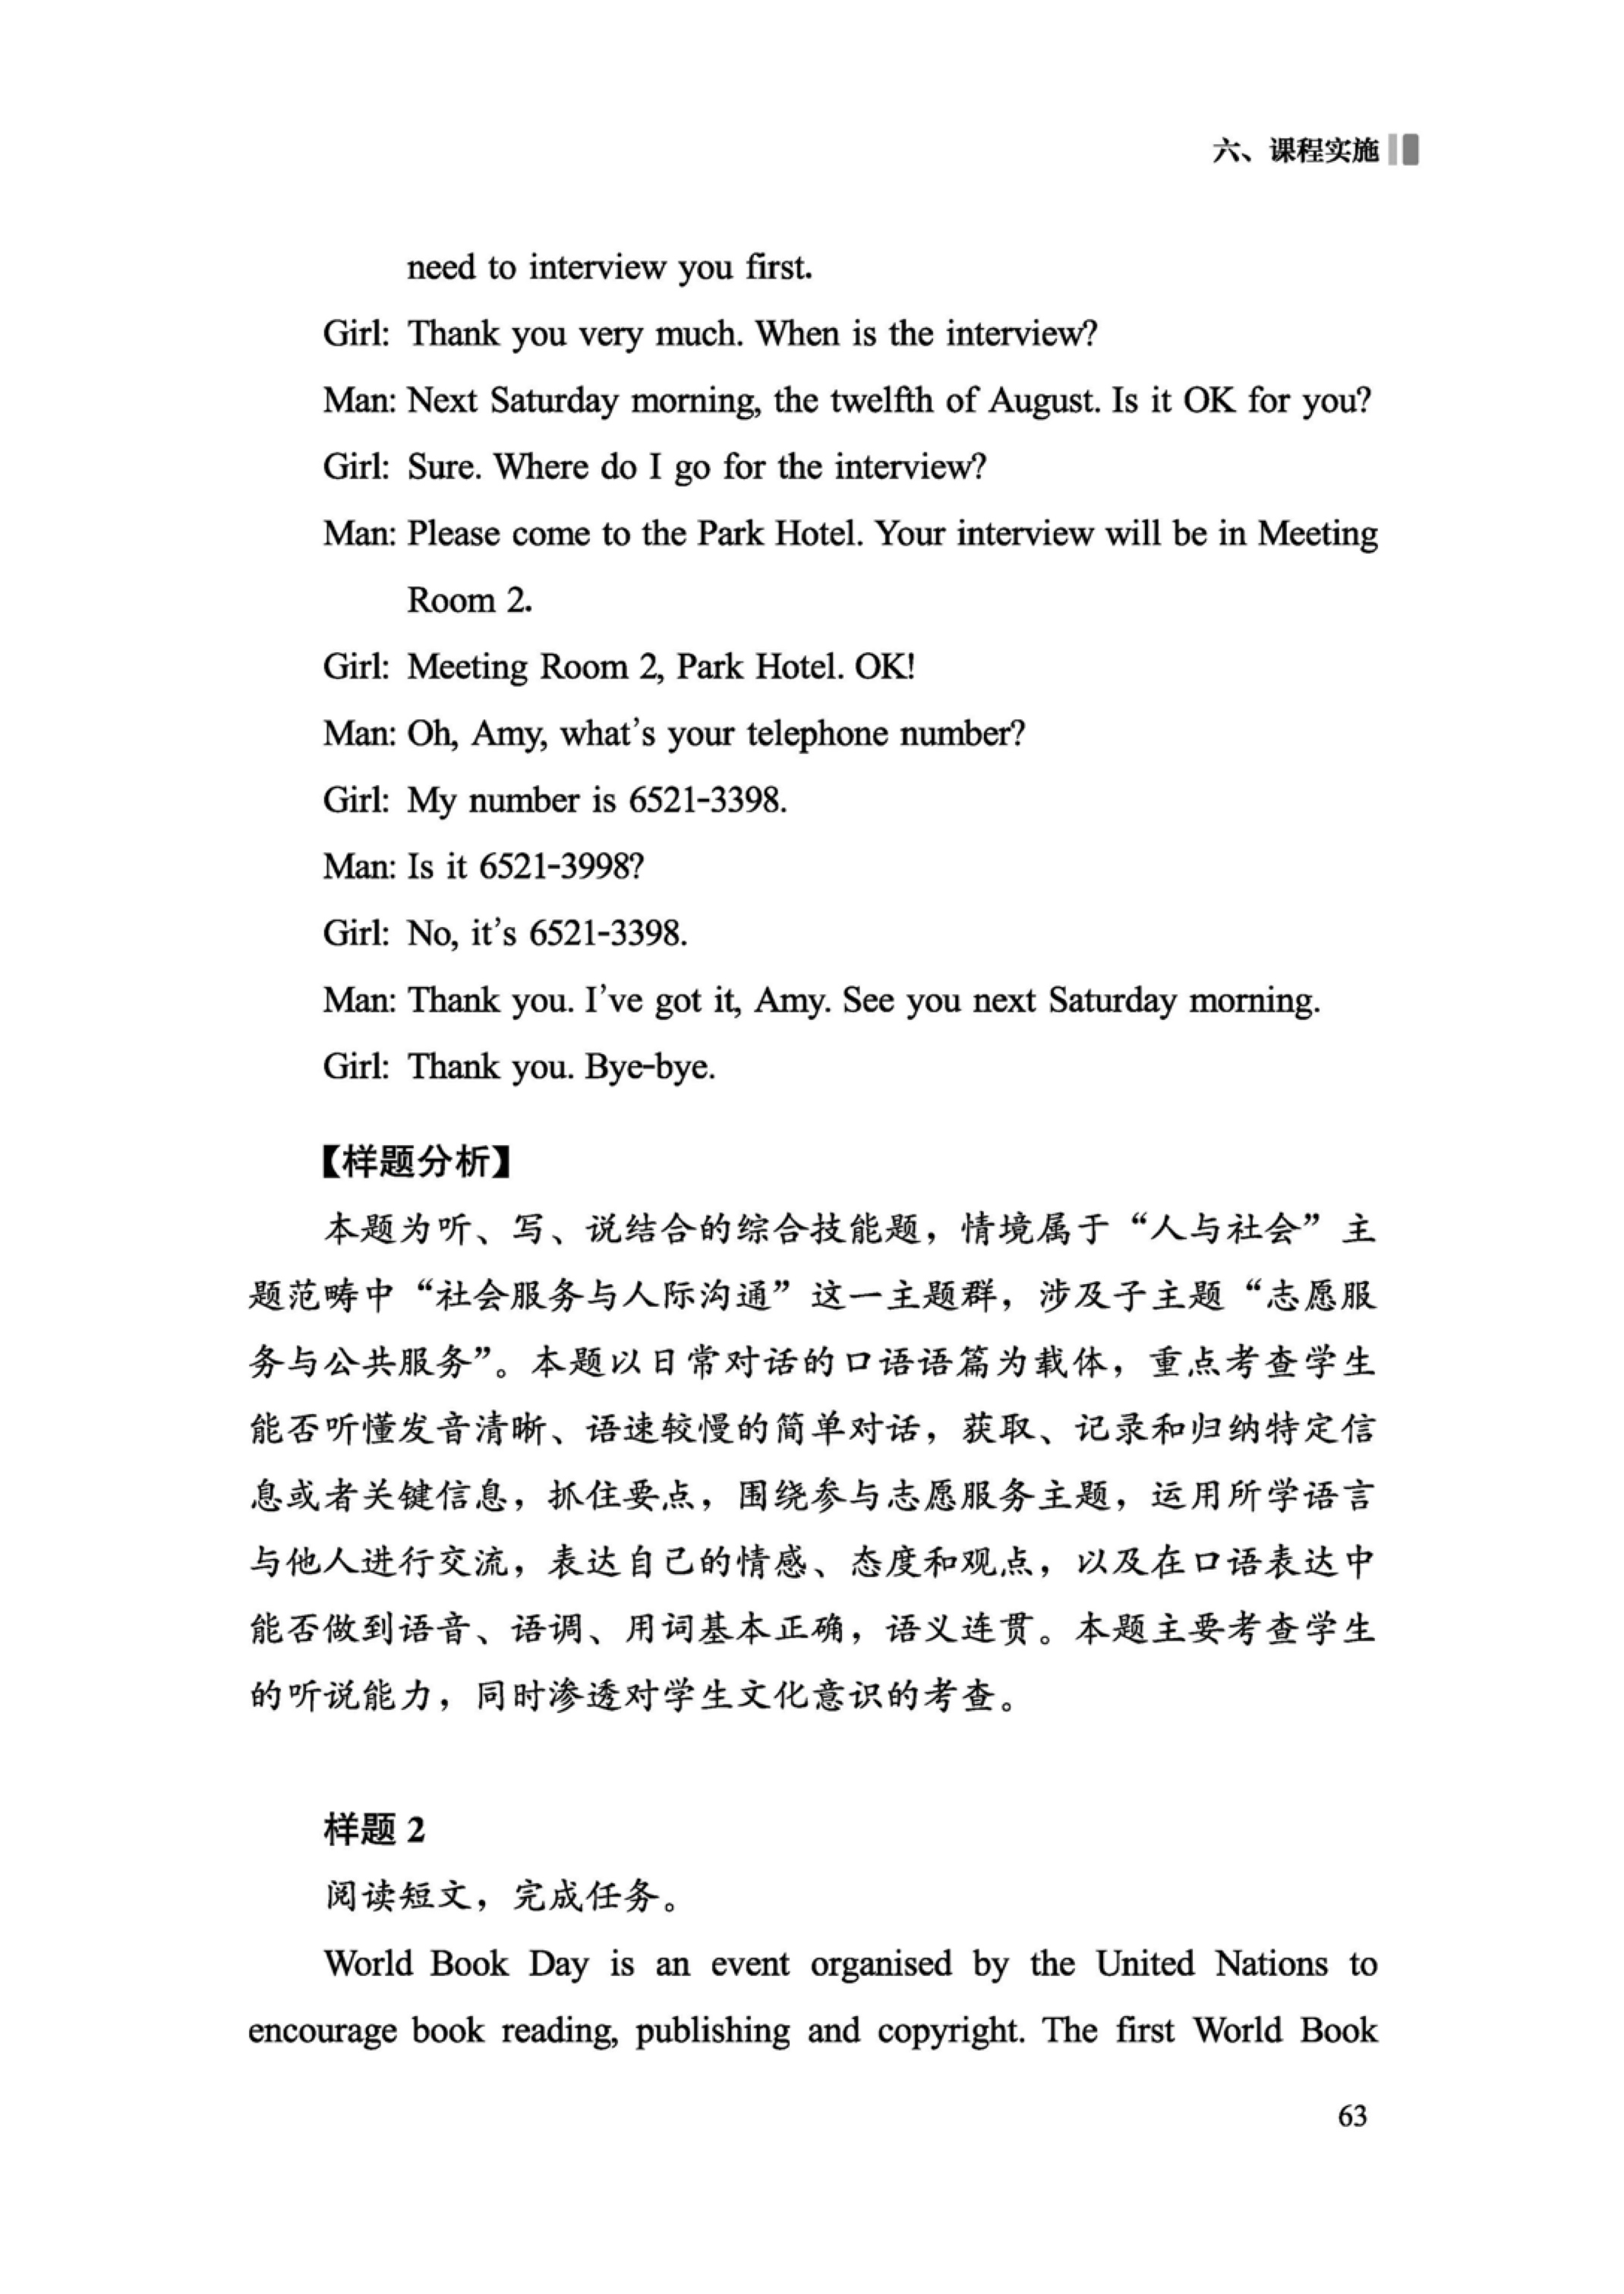 六、课程实施
need to interview you first.
Girl: Thank you very much. When is the interview?
Man: Next Saturday morning, the twelfth of August. Is it OK for you?
Girl: Sure. Where do I go for the interview?
Man: Please come to the Park Hotel. Your interview will be in Meeting
Room 2.
Girl: Meeting Room 2, Park Hotel. OK!
Man: Oh, Amy, what's your telephone number?
Girl: My number is 6521-3398.
Man: Is it 6521-3998?
Girl: No, it's 6521-3398.
Man: Thank you. I've got it, Amy. See you next Saturday morning.
Girl: Thank you. Bye-bye.
【样题分析】
本题为听、写、说结合的综合技能题，情境属于“人与社会”主
题范畴中“社会服务与人际沟通”这一主题群，涉及子主题“志愿服
务与公共服务”。本题以日常对话的口语语篇为载体，重点考查学生
能否听懂发音清晰、语速较慢的简单对话，获取、记录和归纳特定信
息或者关键信息，抓住要点，围绕参与志愿服务主题，运用所学语言
与他人进行交流，表达自己的情感、态度和观点，以及在口语表达中
能否做到语音、语调、用词基本正确，语义连贯。本题主要考查学生
的听说能力，同时渗透对学生文化意识的考查。
样题 2
阅读短文，完成任务。
World Book Day is an event organised by the United Nations to
encourage book reading, publishing and copyright. The first World Book
63